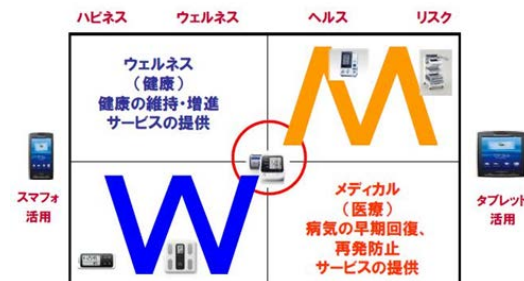 ハピネス ウェルネス ヘルス リスク
ウェルネス
（健康）
健康の維持・増進
サービスの提供
M
スマフォ
活用
W
メディカル
（医療）
病気の早期回復、
再発防止
サービスの提供
タブレット
活用